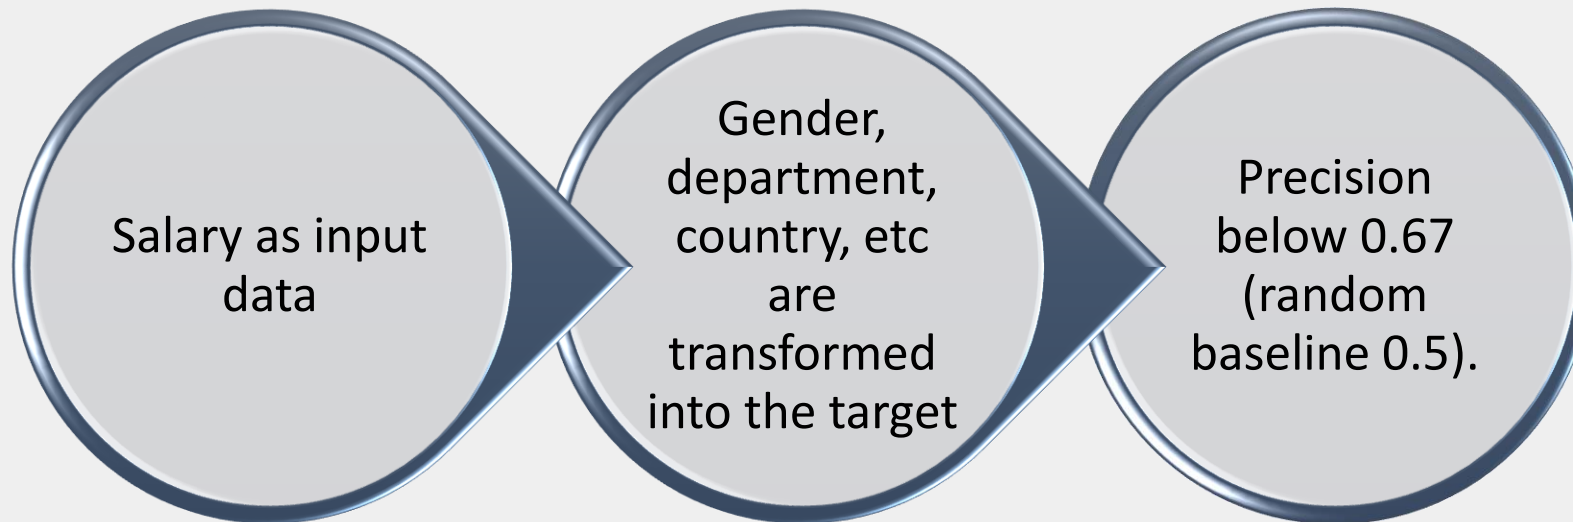 Salary as input
data
Gender,
department,
country, etc
are
transformed
into the target
Precision
below 0.67
(random
baseline 0.5).